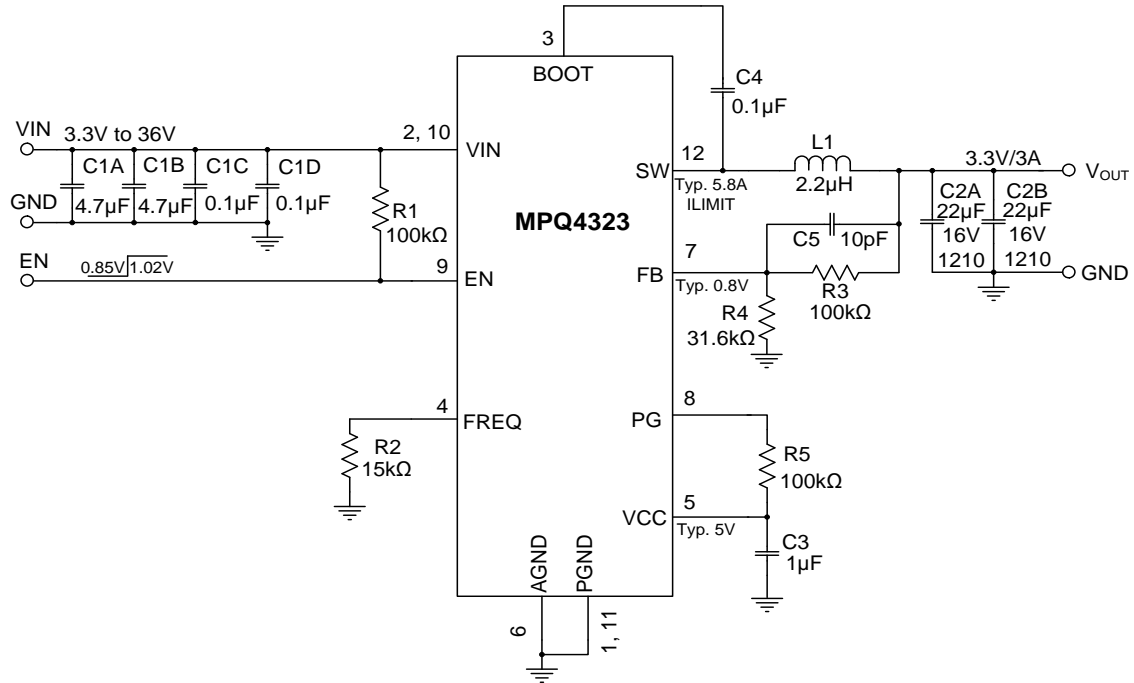 3
BOOT
C4
0.1µF
VIN
3.3V to 36V
2, 10
VIN
C1A
C1B
C1C
C1D
4.7µF
4.7µF
0.1µF
0.1µF
GND
R1
100kΩ
EN
0.85V
1.02V
9
EN
MPQ4323
12
SW
Typ. 5.8A
ILIMIT
L1
2.2µH
3.3V/3A
VOUT
C2A
22µF
16V
1210
C2B
22µF
16V
1210
GND
C5
10pF
7
FB
Typ. 0.8V
R3
100kΩ
R4
31.6kΩ
4
FREQ
R2
15kΩ
8
PG
R5
100kΩ
5
VCC
Typ. 5V
C3
1µF
AGND
PGND
6
1, 11